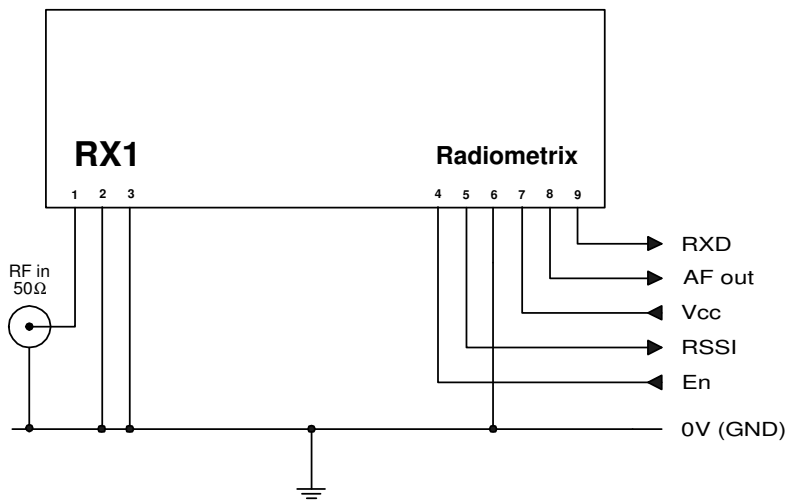 RX1
Radiometrix
1 2 3 4 5 6 7 8 9
RF in
50Ω
RXD
AF out
Vcc
RSSI
En
0V (GND)